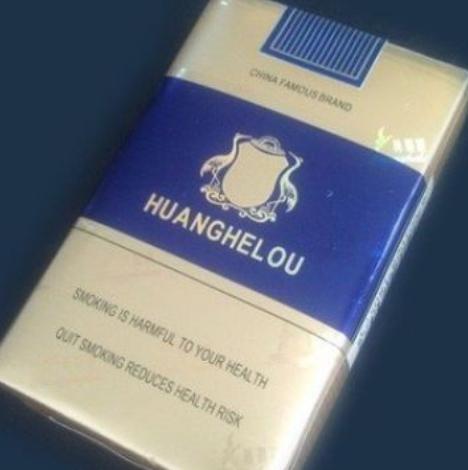 CHINA FAMOUS BRAND
HUANGHELOU
SMOKING IS HARMFUL TO YOUR HEALTH
QUIT SMOKING REDUCES HEALTH RISK